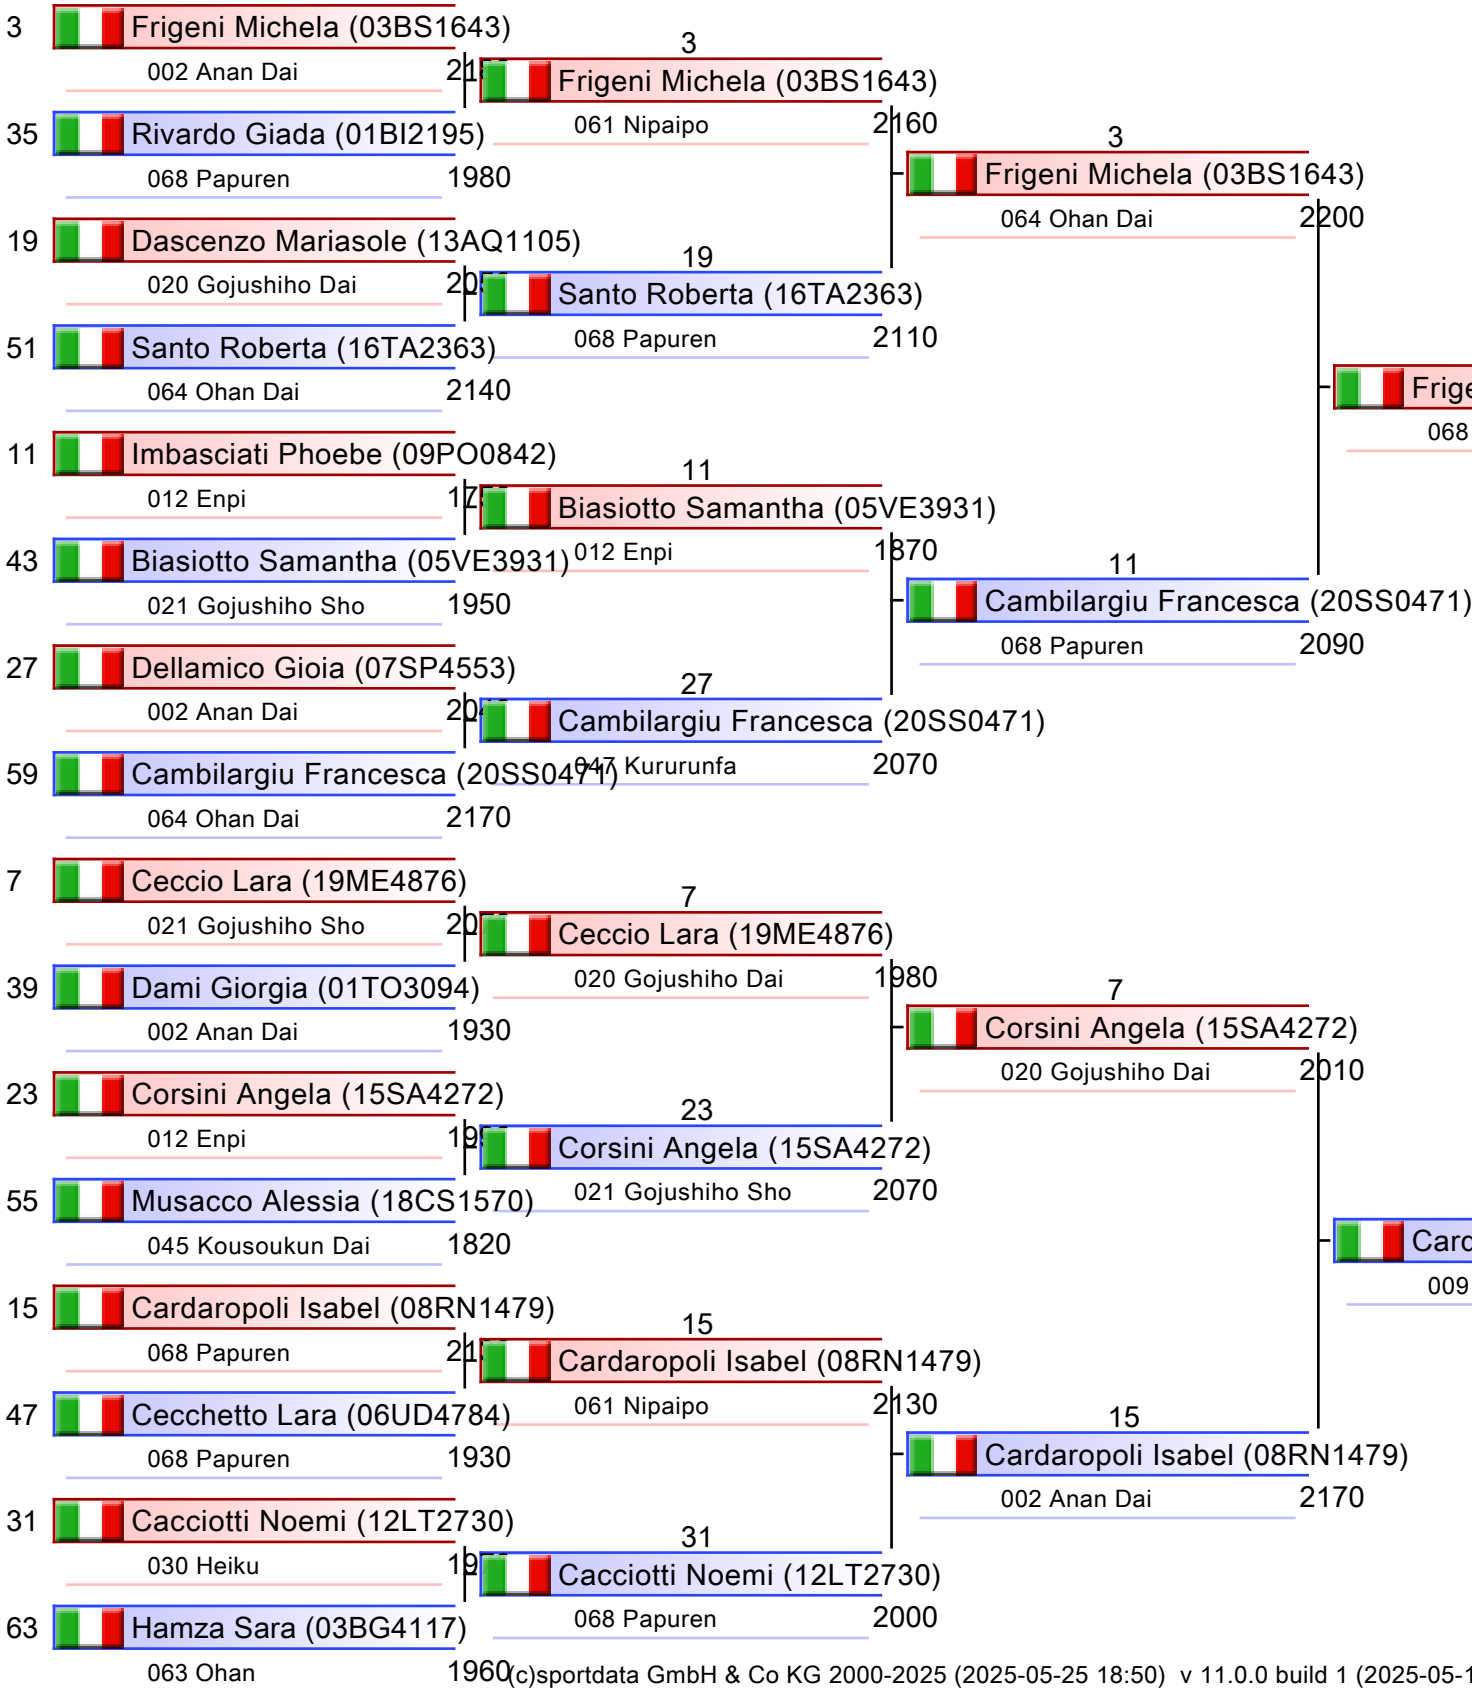 3 Frigeni Michela (03BS1643)
002 Anan Dai
35 Rivardo Giada (01BI2195)
068 Papuren 1980
19 Dascenzo Mariasole (13AQ1105)
020 Gojushiho Dai
51 Santo Roberta (16TA2363)
064 Ohan Dai 2140
11 Imbasciati Phoebe (09PO0842)
012 Enpi
43 Biasiotto Samantha (05VE3931)
021 Gojushiho Sho 1950
27 Dellamico Gioia (07SP4553)
002 Anan Dai
59 Cambilargiu Francesca (20SS0471)
064 Ohan Dai 2170
7 Ceccio Lara (19ME4876)
021 Gojushiho Sho
39 Dami Giorgia (01TO3094)
002 Anan Dai 1930
23 Corsini Angela (15SA4272)
012 Enpi
55 Musacco Alessia (18CS1570)
045 Kousoukun Dai 1820
15 Cardaropoli Isabel (08RN1479)
068 Papuren
47 Cecchetto Lara (06UD4784)
068 Papuren 1930
31 Cacciotti Noemi (12LT2730)
030 Heiku
63 Hamza Sara (03BG4117)
063 Ohan 1960
3
Frigeni Michela (03BS1643)
061 Nipaipo 2160
19
Santo Roberta (16TA2363)
068 Papuren 2110
11
Biasiotto Samantha (05VE3931)
012 Enpi 1870
27
Cambilargiu Francesca (20SS0471)
047 Kururunfa 2070
7
Ceccio Lara (19ME4876)
020 Gojushiho Dai 1980
23
Corsini Angela (15SA4272)
021 Gojushiho Sho 2070
15
Cardaropoli Isabel (08RN1479)
061 Nipaipo 2130
31
Cacciotti Noemi (12LT2730)
068 Papuren 2000
3
Frigeni Michela (03BS1643)
064 Ohan Dai 2200
11
Cambilargiu Francesca (20SS0471)
068 Papuren 2090
7
Corsini Angela (15SA4272)
020 Gojushiho Dai 2010
15
Cardaropoli Isabel (08RN1479)
002 Anan Dai 2170
Frige
068
Card
009
(c)sportdata GmbH & Co KG 2000-2025 (2025-05-25 18:50) v 11.0.0 build 1 (2025-05-1